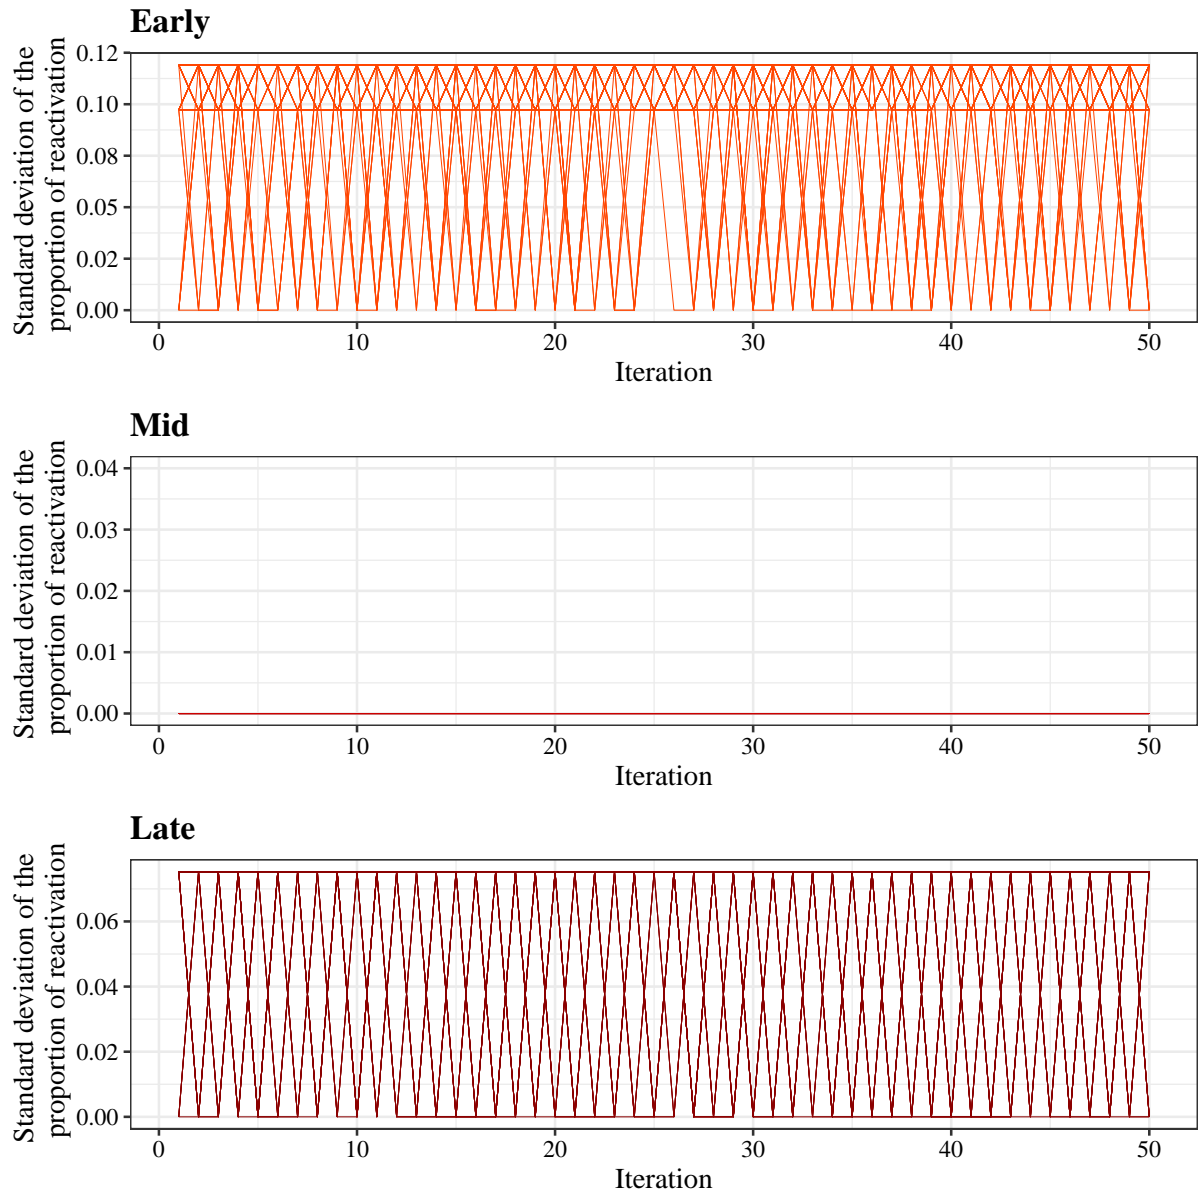 Early
Standard deviation of the
proportion of reactivation
0.12
0.10
0.08
0.05
0.02
0.00
0 10 20 30 40 50
Iteration
Mid
Standard deviation of the
proportion of reactivation
0.04
0.03
0.02
0.01
0.00
0 10 20 30 40 50
Iteration
Late
Standard deviation of the
proportion of reactivation
0.06
0.04
0.02
0.00
0 10 20 30 40 50
Iteration